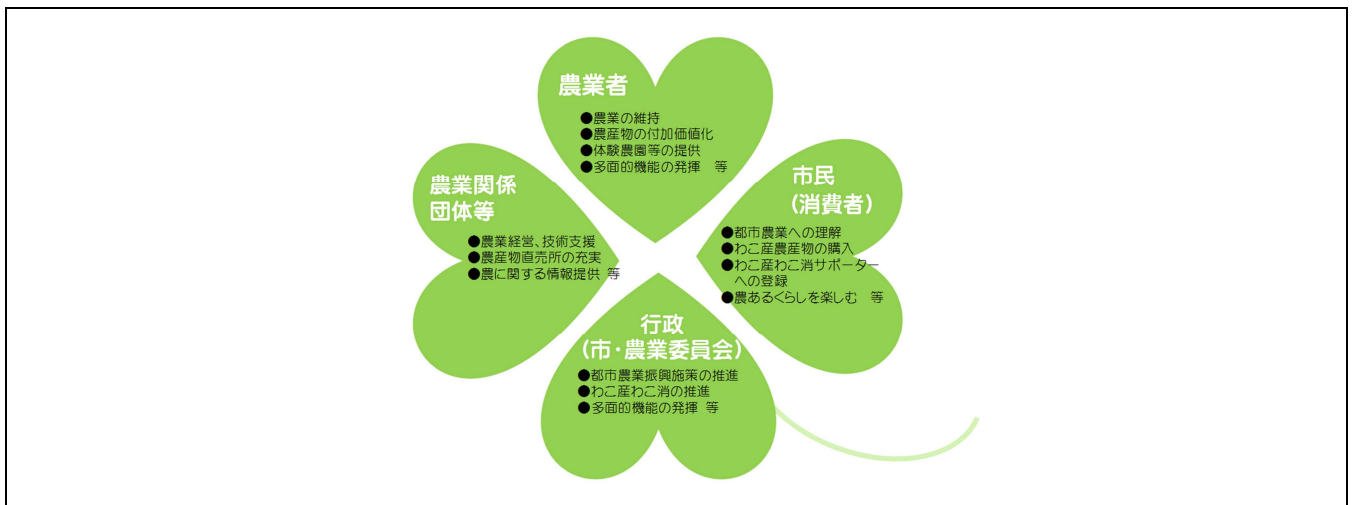 農業者
●農業の維持
●農産物の付加価値化
●体験農園等の提供
●多面的機能の発揮 等
農業関係
団体等
●農業経営、技術支援
●農産物直売所の充実
●農に関する情報提供 等
市民
(消費者)
●都市農業への理解
●わこ産農産物の購入
●わこ産わこ消サポーター
への登録
●農あるくらしを楽しむ 等
行政
(市・農業委員会)
●都市農業振興施策の推進
●わこ産わこ消の推進
●多面的機能の発揮 等